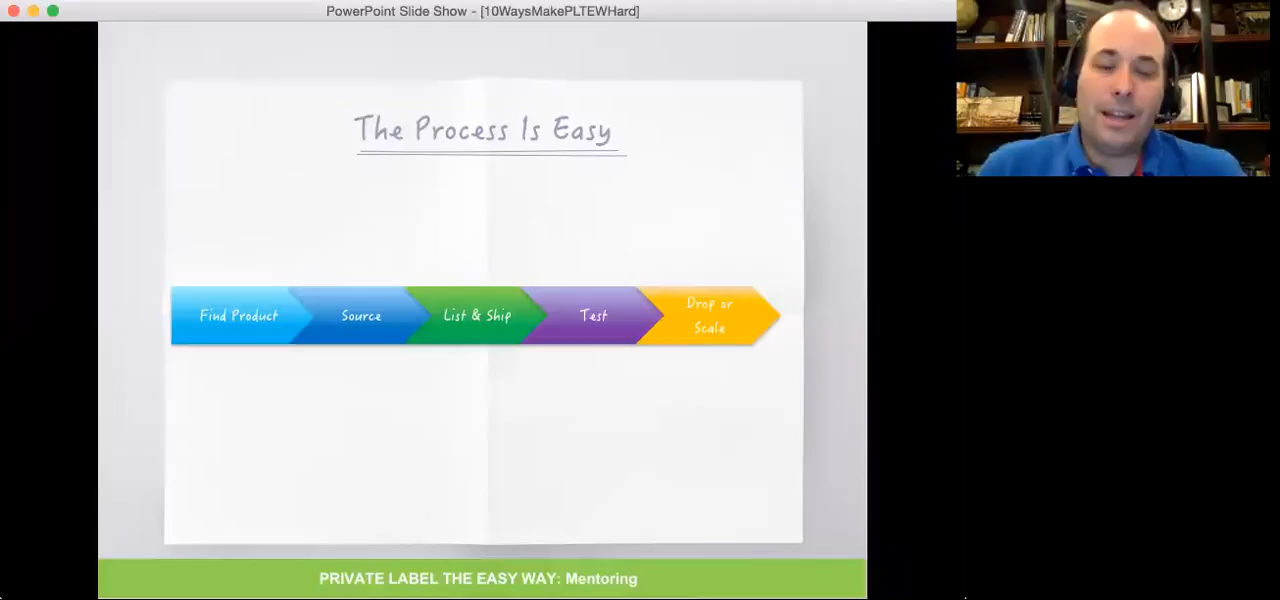 PowerPoint Slide Show - [10WaysMakePLTEWHard]
The Process Is Easy
Find Product
Source
List & Ship
Test
Drop or
Scale
PRIVATE LABEL THE EASY WAY: Mentoring